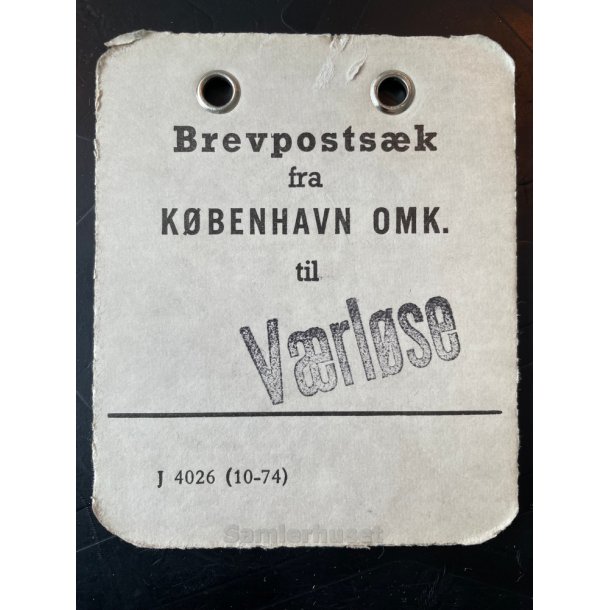 Brevpostsæk
fra
KØBENHAVN OMK.
til
Værløse
J 4026 (10-74)
Samlerhuset